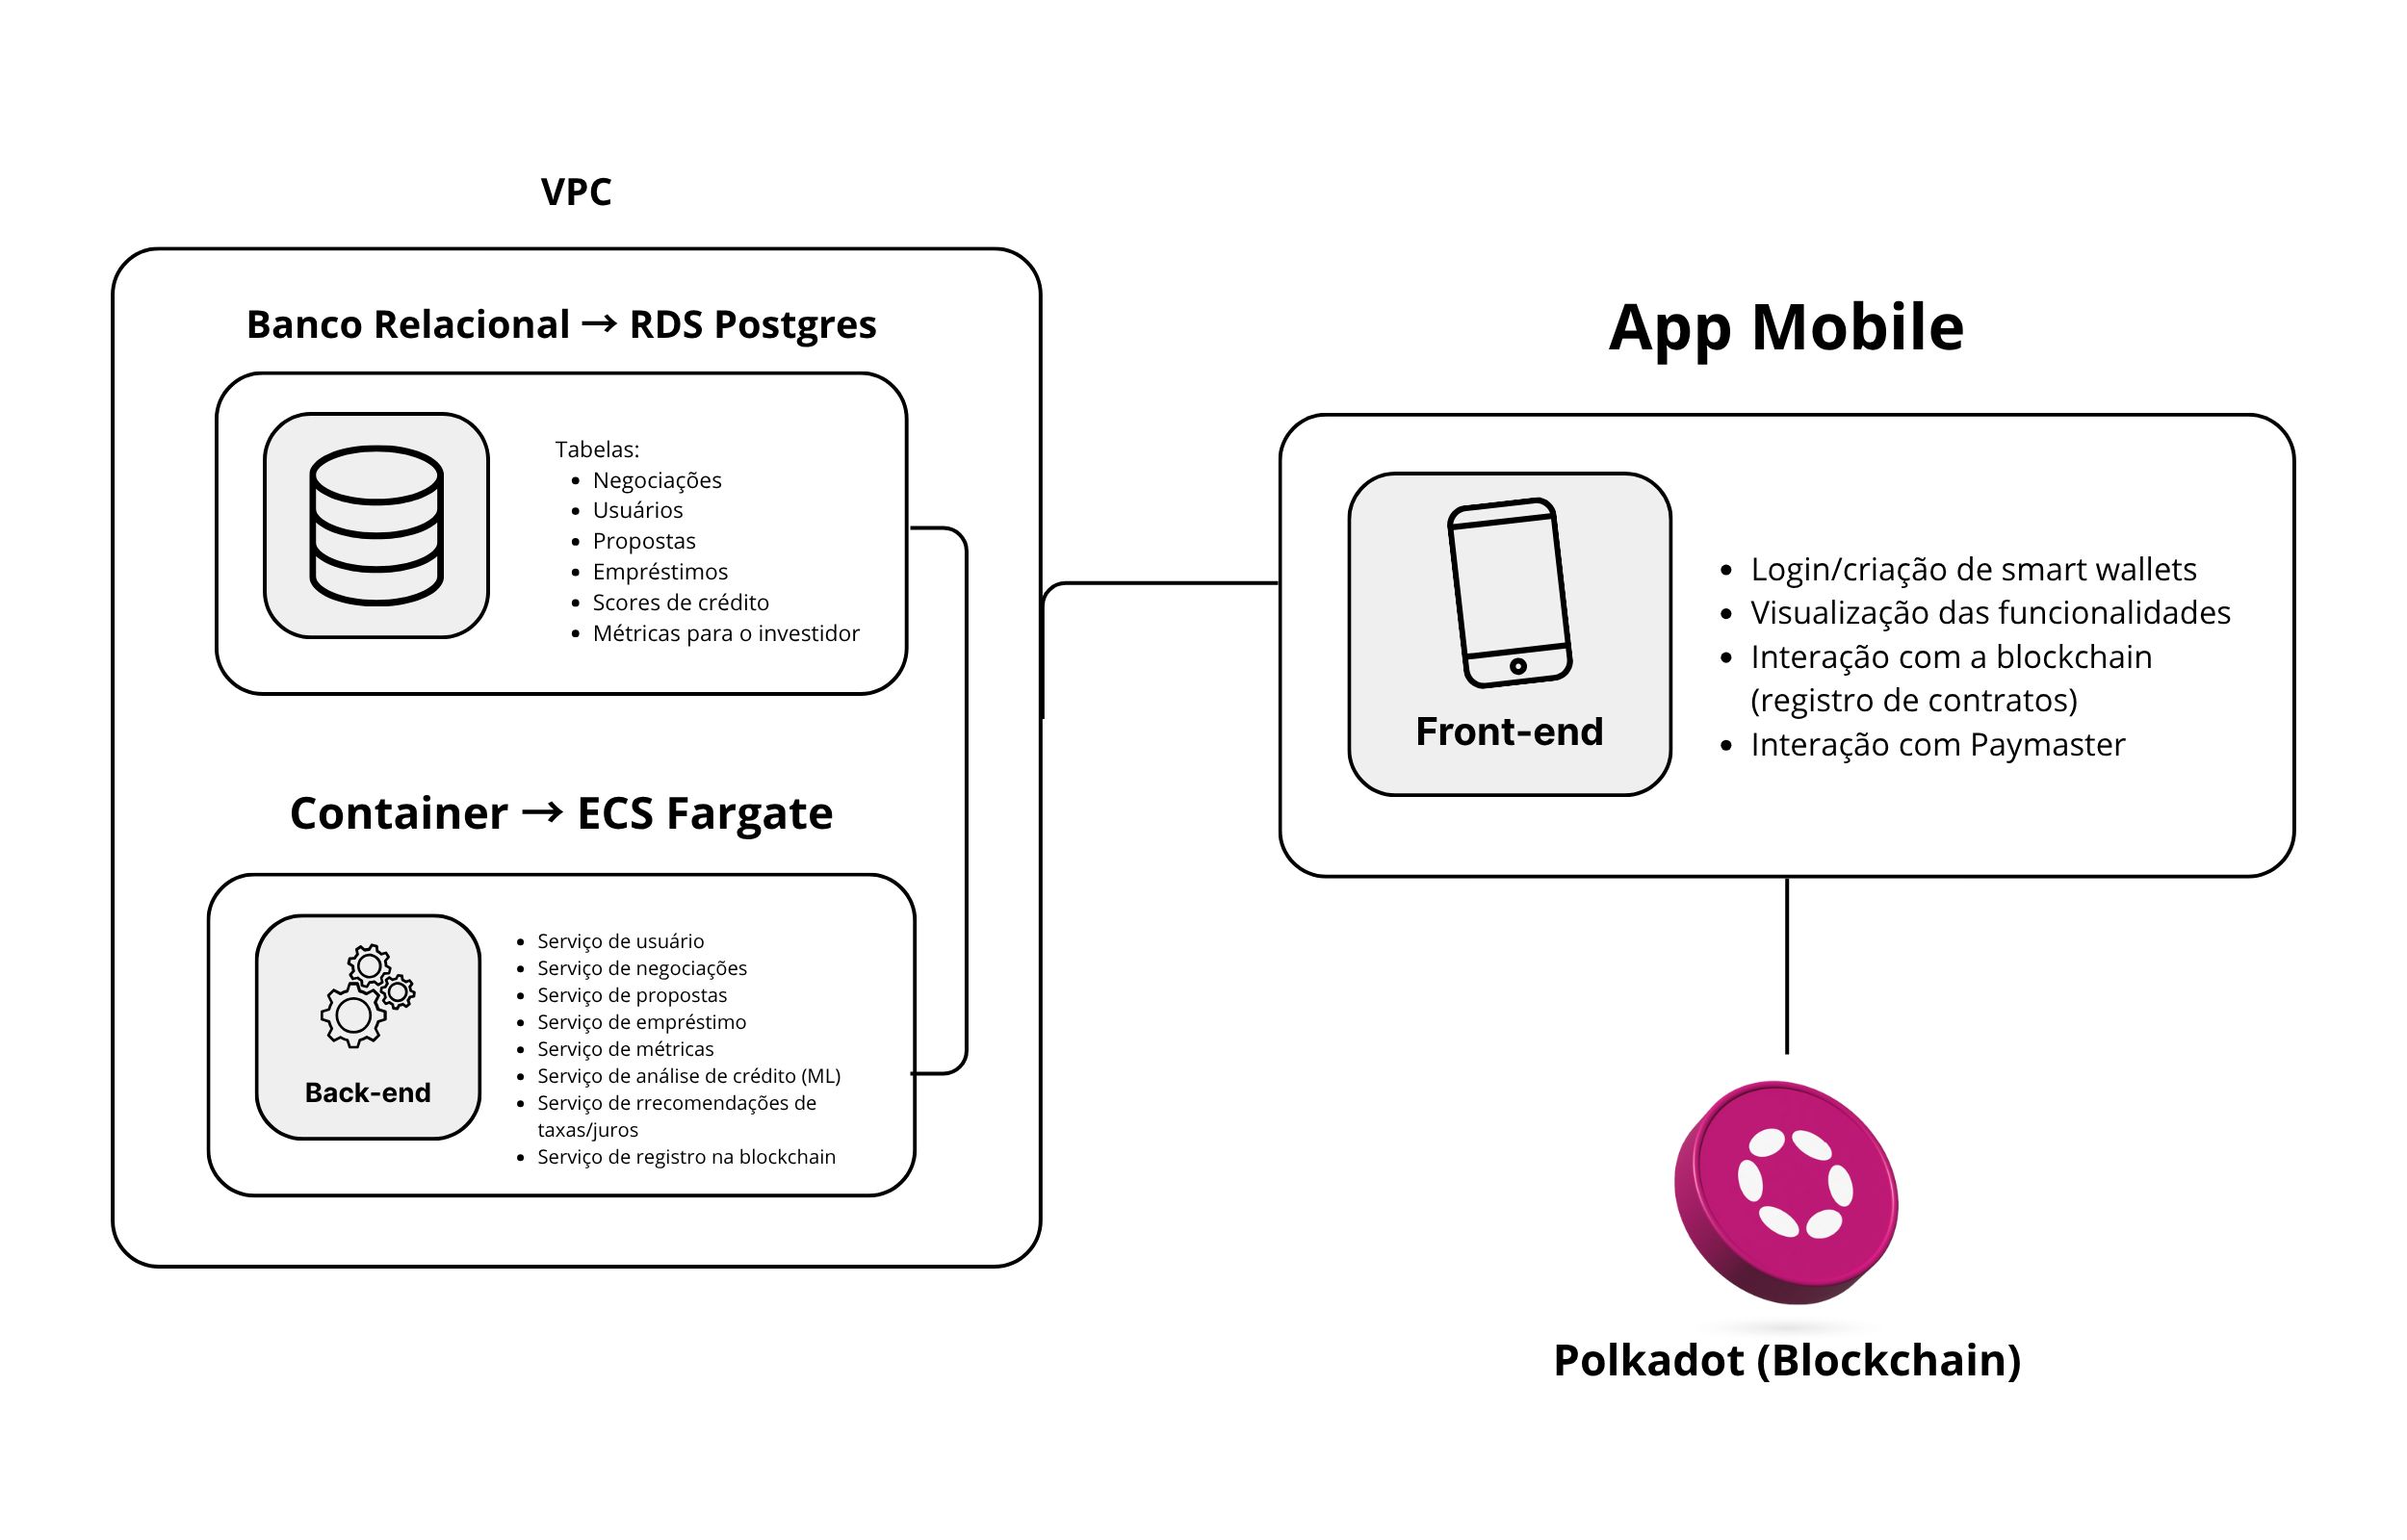 VPC
Banco Relacional → RDS Postgres
Tabelas:
• Negociações
• Usuários
• Propostas
• Empréstimos
• Scores de crédito
• Métricas para o investidor
Container → ECS Fargate
Back-end
• Serviço de usuário
• Serviço de negociações
• Serviço de propostas
• Serviço de empréstimo
• Serviço de métricas
• Serviço de análise de crédito (ML)
• Serviço de rrecomendações de
taxas/juros
• Serviço de registro na blockchain
App Mobile
Front-end
• Login/criação de smart wallets
• Visualização das funcionalidades
• Interação com a blockchain
(registro de contratos)
• Interação com Paymaster
Polkadot (Blockchain)